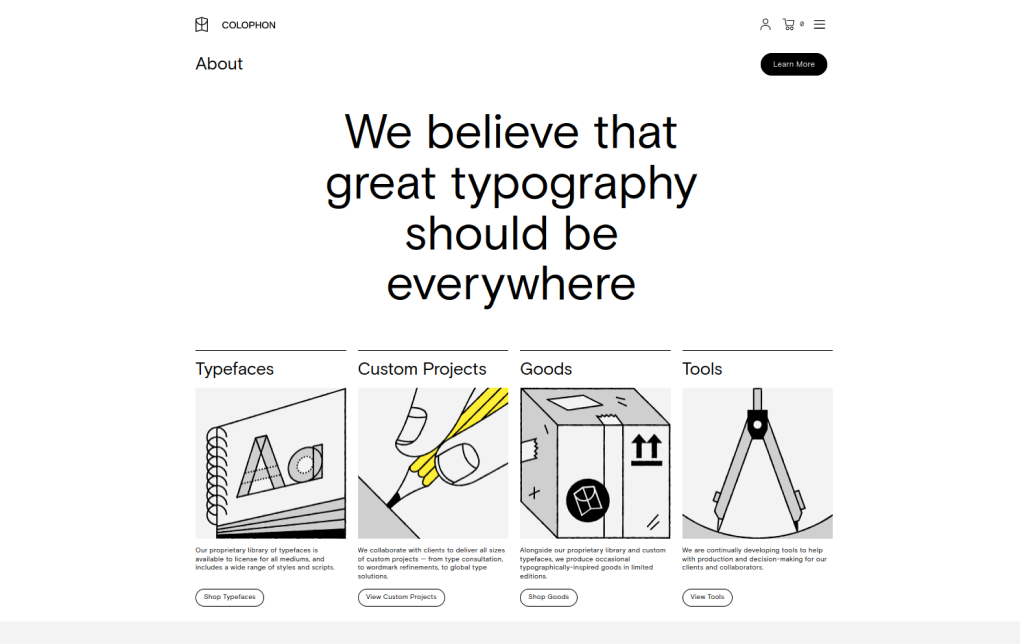 COLOPHON
0
About
Learn More
We believe that
great typography
should be
everywhere
Typefaces
Custom Projects
Goods
Tools
Aa
Our proprietary library of typefaces is
available to license for all mediums, and
includes a wide range of styles and scripts.
We collaborate with clients to deliver all sizes
of custom projects — from type consultation,
to wordmark refinements, to global type
solutions.
Alongside our proprietary library and custom
typefaces, we produce occasional
typographically-inspired goods in limited
editions.
We are continually developing tools to help
with production and decision-making for our
clients and collaborators.
Shop Typefaces
View Custom Projects
Shop Goods
View Tools